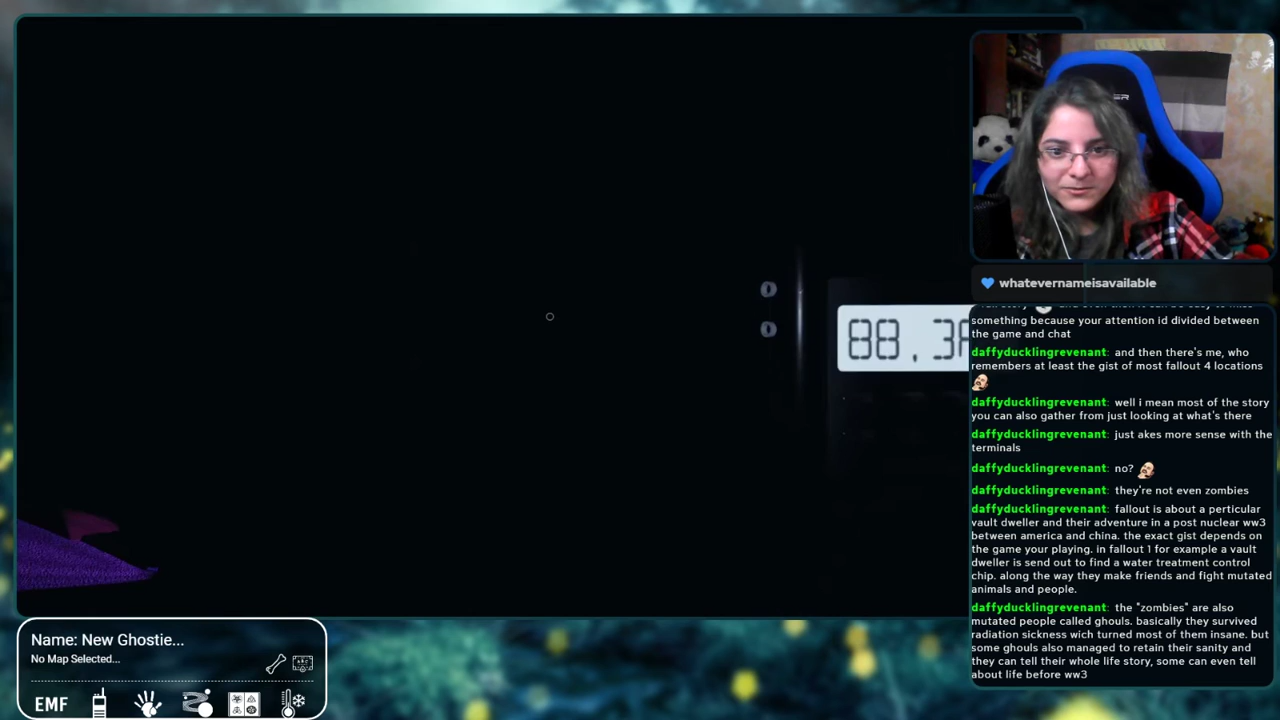 whatevernameisavailable
something because your attention id divided between
the game and chat
daffyducklingrevenant: and then there's me, who
remembers at least the gist of most fallout 4 locations
daffyducklingrevenant: well i mean most of the story
you can also gather from just looking at what's there
daffyducklingrevenant: just akes more sense with the
terminals
daffyducklingrevenant: no?
daffyducklingrevenant: they're not even zombies
daffyducklingrevenant: fallout is about a perticular
vault dweller and their adventure in a post nuclear ww3
between america and china. the exact gist depends on
the game your playing. in fallout 1 for example a vault
dweller is send out to find a water treatment control
chip. along the way they make friends and fight mutated
animals and people.
daffyducklingrevenant: the "zombies" are also
mutated people called ghouls. basically they survived
radiation sickness wich turned most of them insane. but
some ghouls also managed to retain their sanity and
they can tell their whole life story, some can even tell
about life before ww3
88.3
Name: New Ghostie...
No Map Selected...
EMF